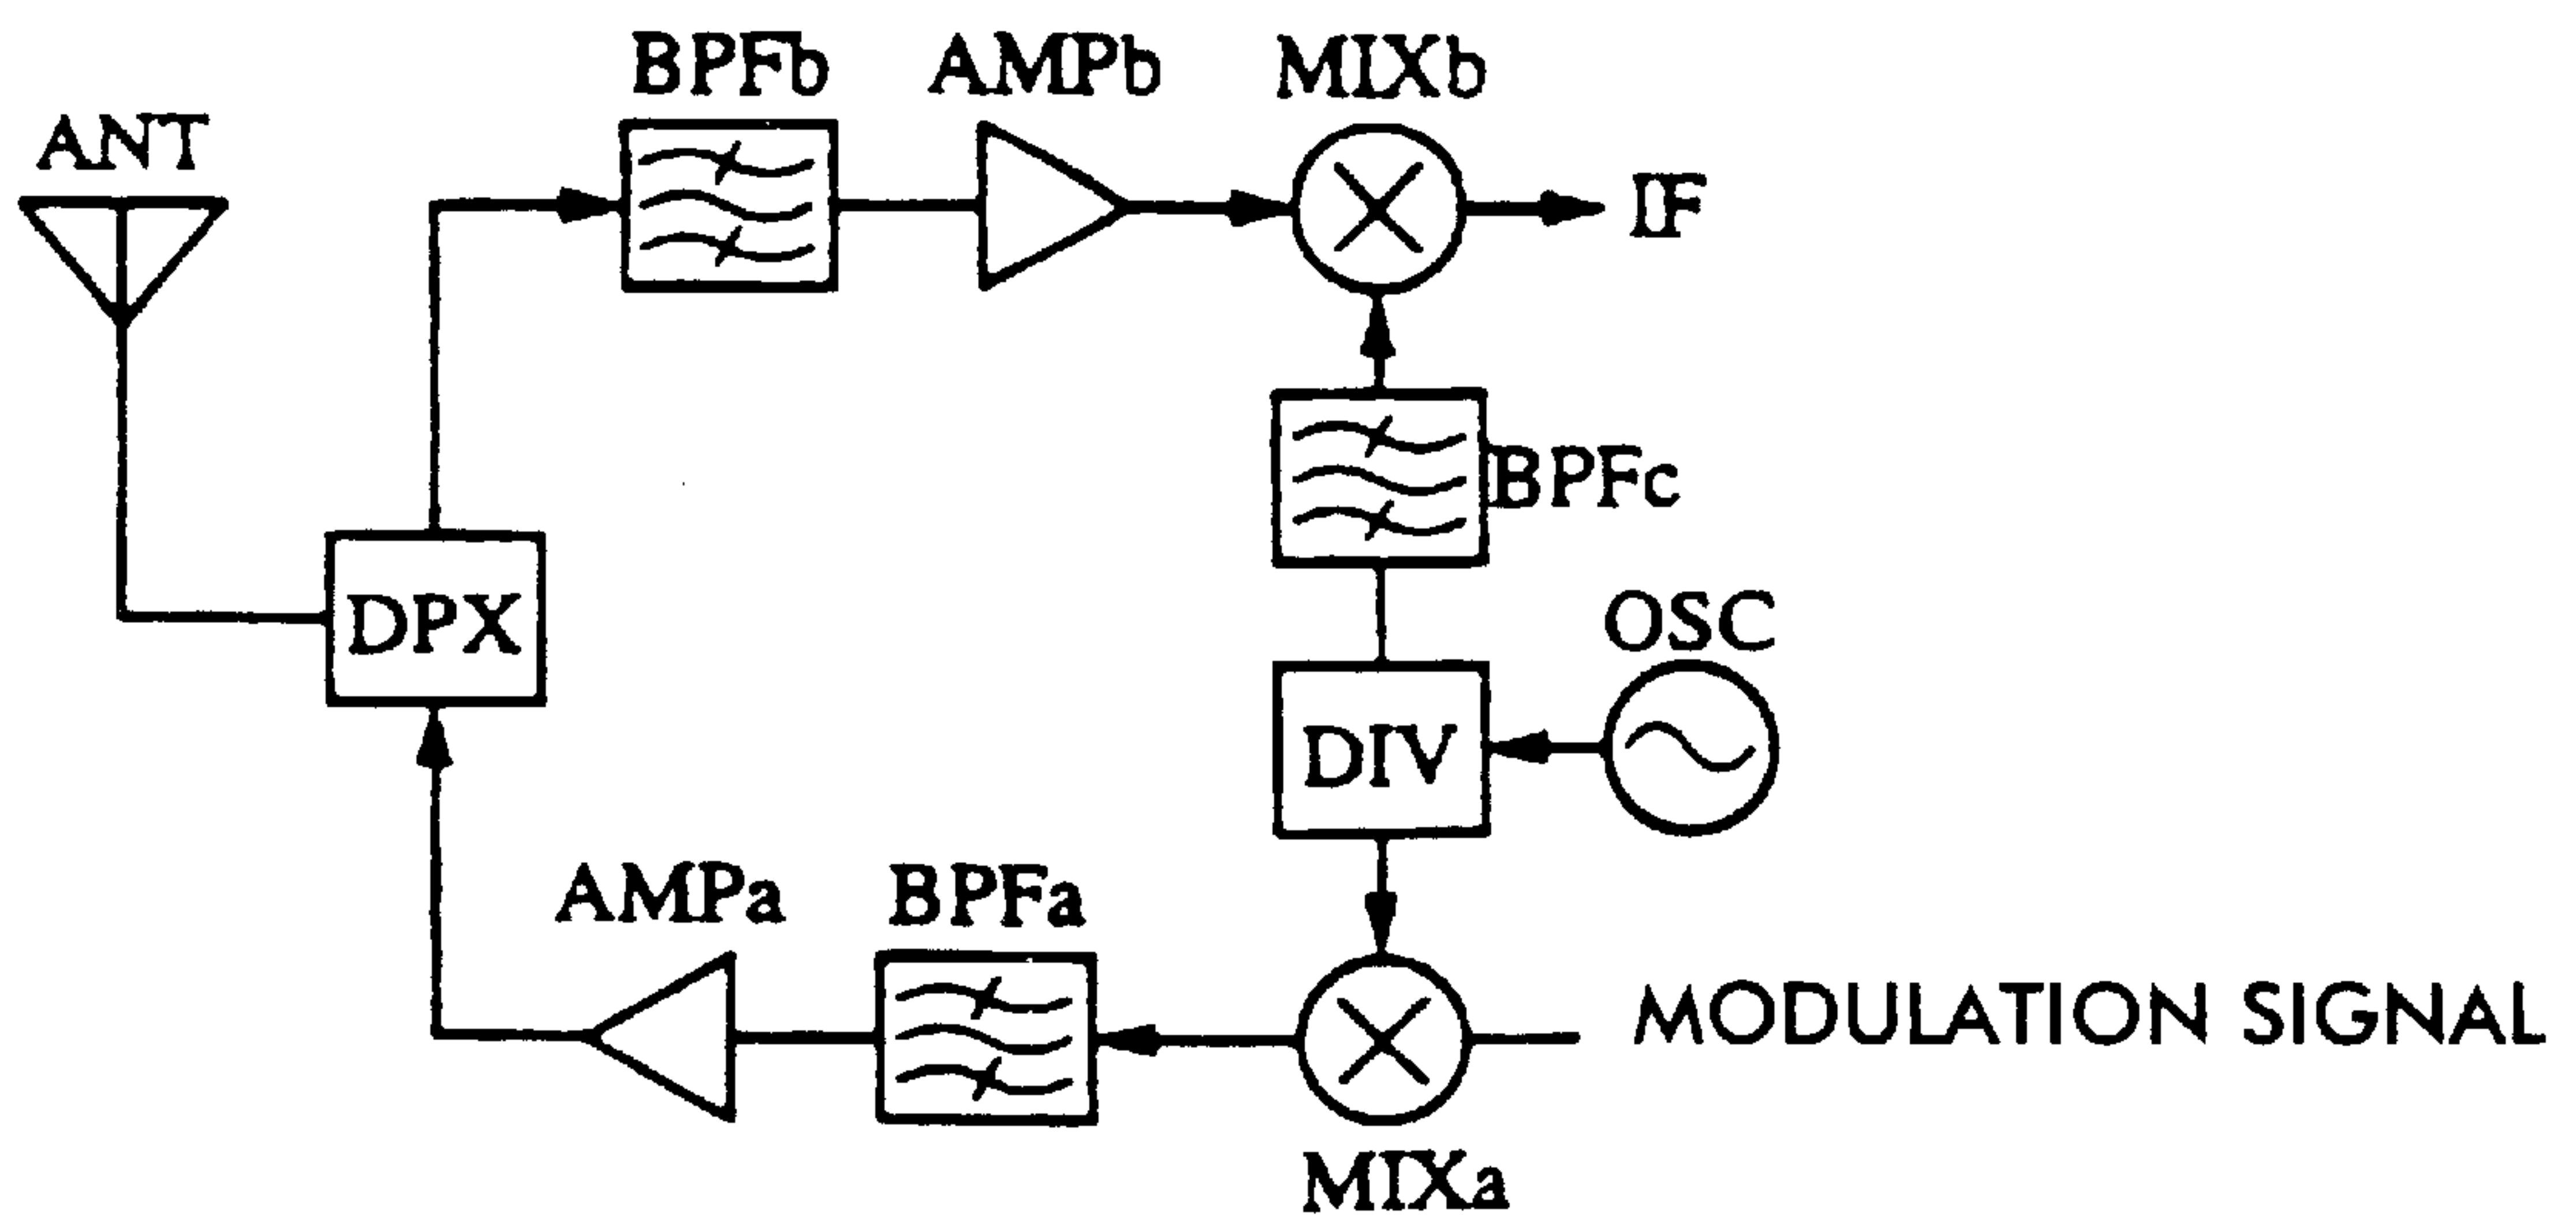 BPFb
AMPb
MIXb
ANT
IF
BPFc
OSC
DPX
DIV
AMPa
BPFa
MODULATION SIGNAL
MIXa